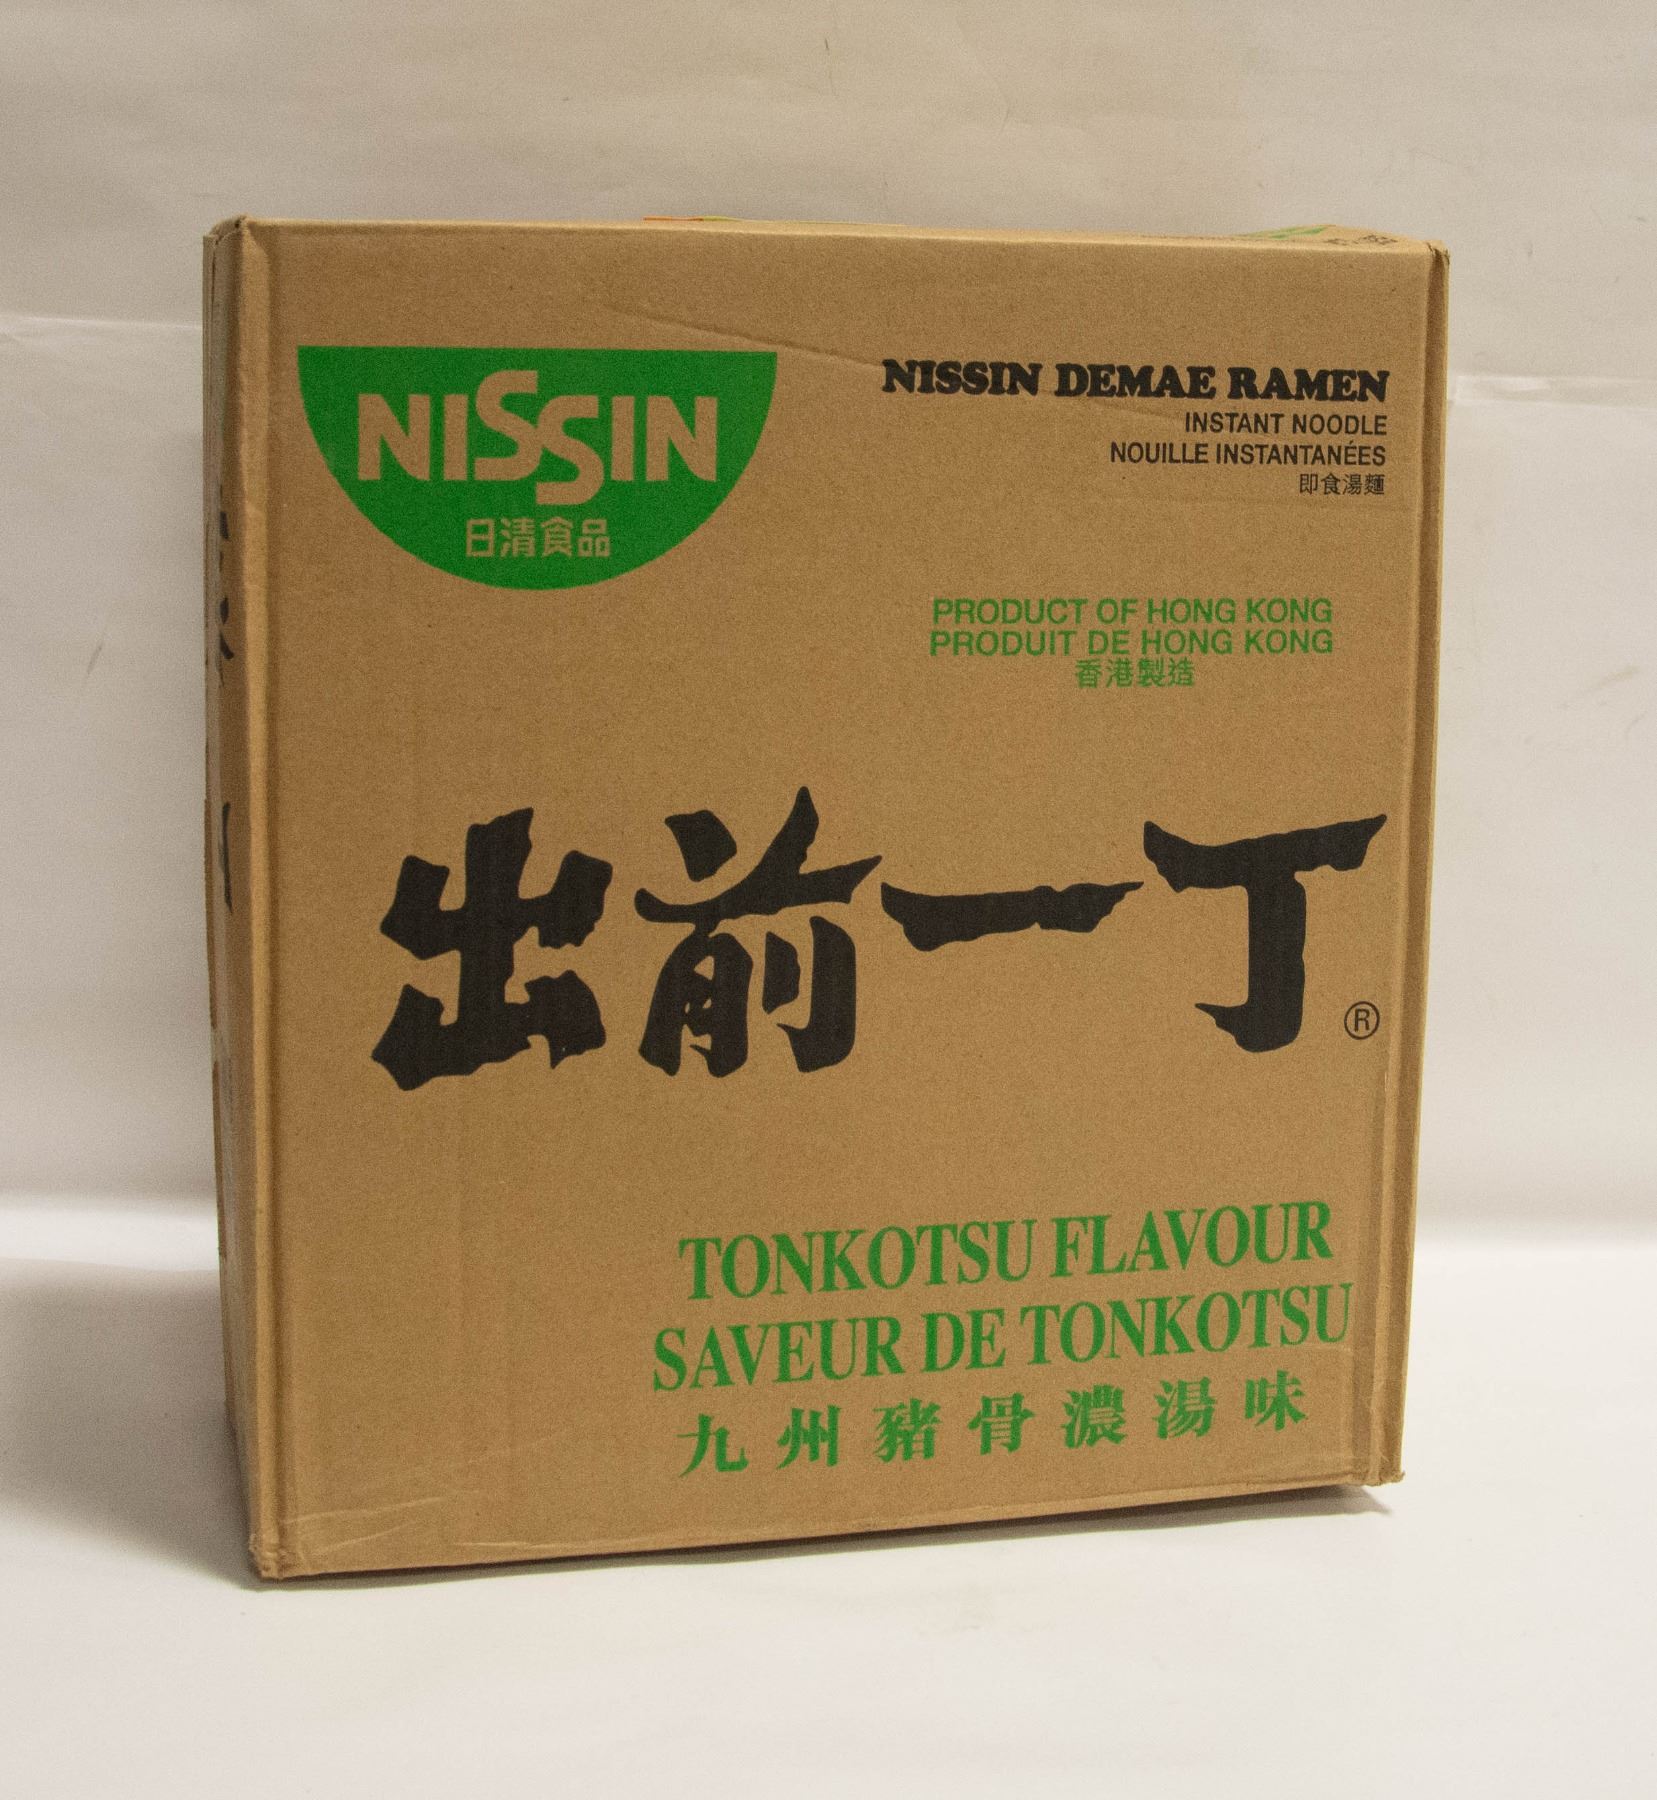 NISSIN
日清食品
NISSIN DEMAE RAMEN
INSTANT NOODLE
NOUILLE INSTANTANÉES
即食湯麵
PRODUCT OF HONG KONG
PRODUIT DE HONG KONG
香港製造
出前一丁®
TONKOTSU FLAVOUR
SAVEUR DE TONKOTSU
九州豬骨濃湯味